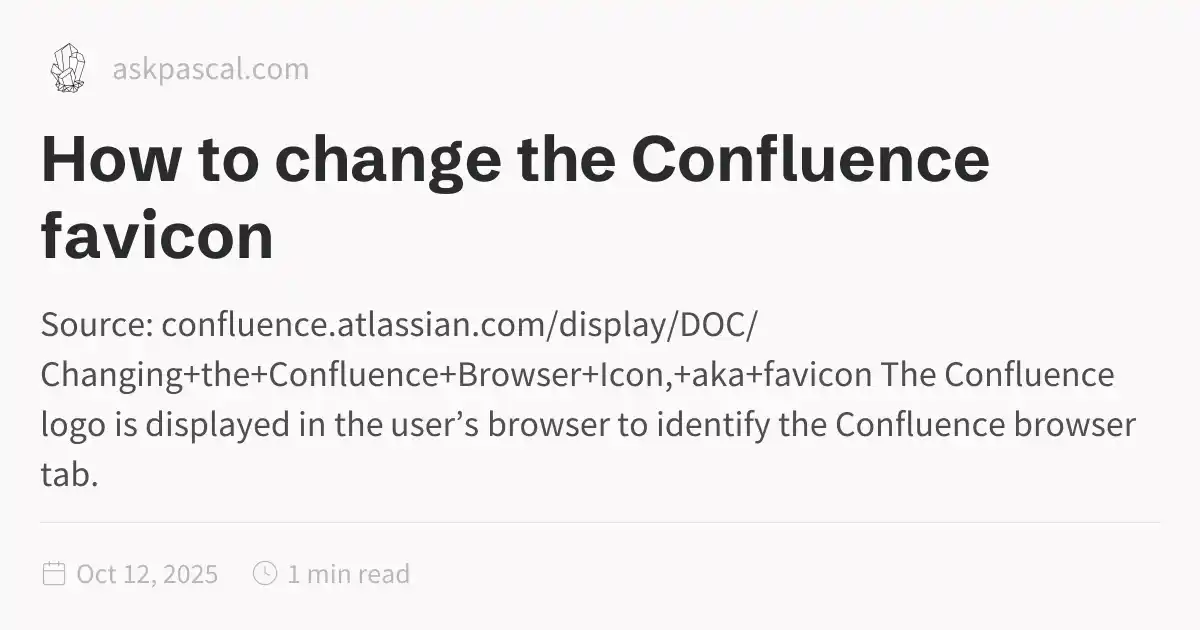 askpascal.com
How to change the Confluence
favicon
Source: confluence.atlassian.com/display/DOC/
Changing+the+Confluence+Browser+Icon,+aka+favicon The Confluence
logo is displayed in the user’s browser to identify the Confluence browser
tab.
Oct 12, 2025 1 min read